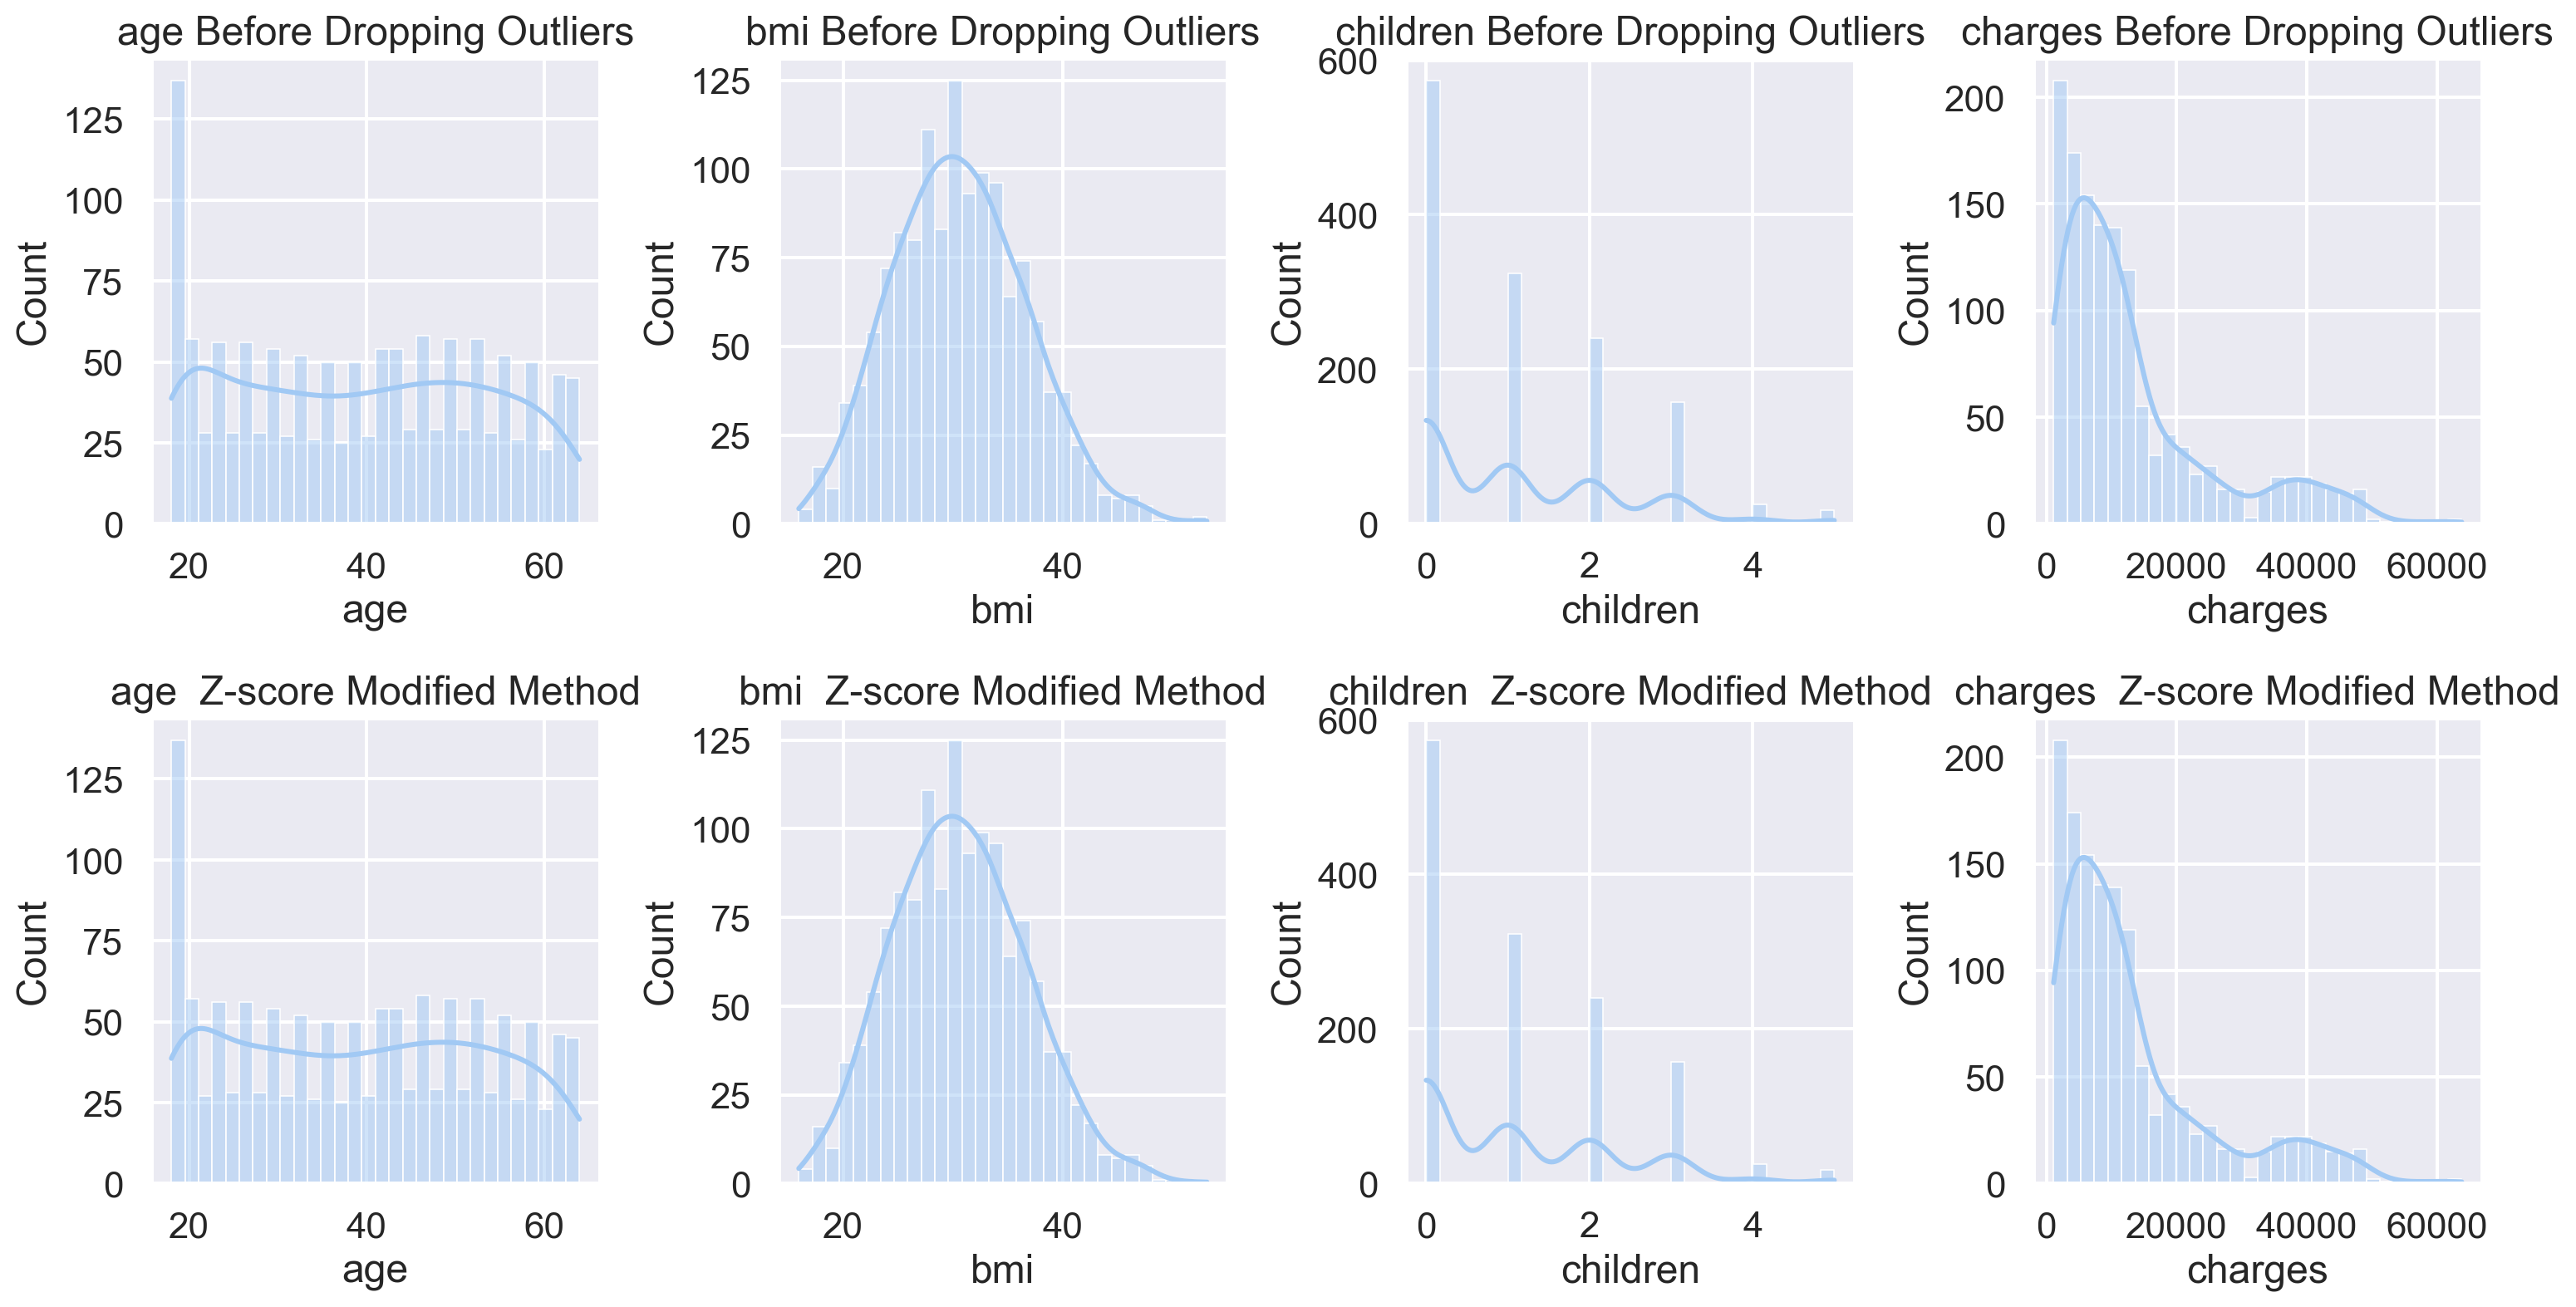 age Before Dropping Outliers
125
100
75
50
25
0
Count
20 40 60
age
bmi Before Dropping Outliers
125
100
75
50
25
0
Count
20 40
bmi
children Before Dropping Outliers
600
400
200
0
Count
0 2 4
children
charges Before Dropping Outliers
200
150
100
50
0
Count
0 20000 40000 60000
charges
age  Z-score Modified Method
125
100
75
50
25
0
Count
20 40 60
age
bmi  Z-score Modified Method
125
100
75
50
25
0
Count
20 40
bmi
children  Z-score Modified Method
600
400
200
0
Count
0 2 4
children
charges  Z-score Modified Method
200
150
100
50
0
Count
0 20000 40000 60000
charges